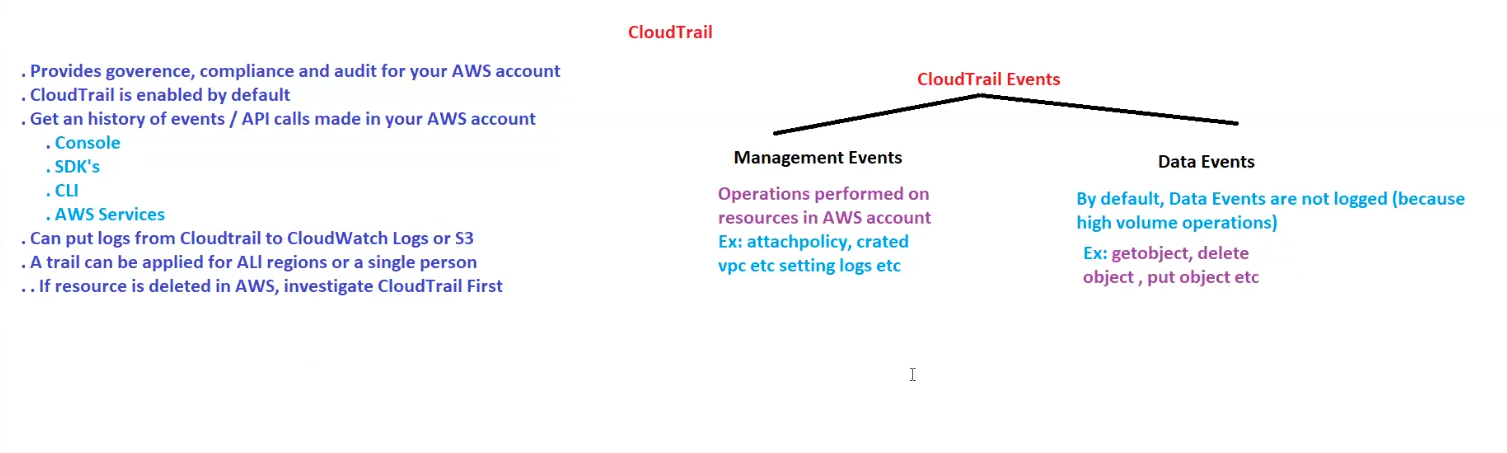 CloudTrail
. Provides goverence, compliance and audit for your AWS account
. CloudTrail is enabled by default
. Get an history of events / API calls made in your AWS account
. Console
. SDK's
. CLI
. AWS Services
. Can put logs from Cloudtrail to CloudWatch Logs or S3
. A trail can be applied for ALl regions or a single person
. . If resource is deleted in AWS, investigate CloudTrail First
CloudTrail Events
Management Events
Operations performed on
resources in AWS account
Ex: attachpolicy, crated
vpc etc setting logs etc
Data Events
By default, Data Events are not logged (because
high volume operations)
Ex: getobject, delete
object , put object etc